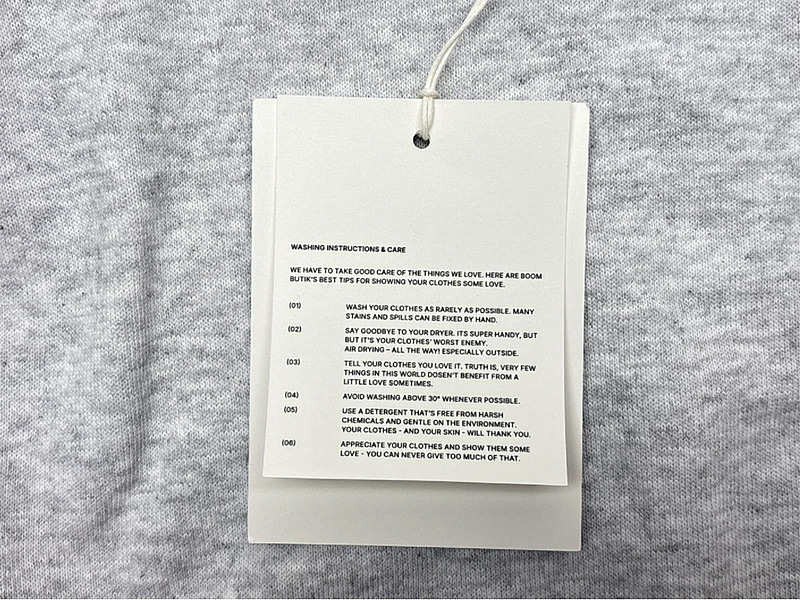 WASHING INSTRUCTIONS & CARE
WE HAVE TO TAKE GOOD CARE OF THE THINGS WE LOVE. HERE ARE BOOM
BUTIK'S BEST TIPS FOR SHOWING YOUR CLOTHES SOME LOVE.
(01) WASH YOUR CLOTHES AS RARELY AS POSSIBLE. MANY
STAINS AND SPILLS CAN BE FIXED BY HAND.
(02) SAY GOODBYE TO YOUR DRYER. ITS SUPER HANDY, BUT
BUT IT'S YOUR CLOTHES' WORST ENEMY.
AIR DRYING – ALL THE WAY! ESPECIALLY OUTSIDE.
(03) TELL YOUR CLOTHES YOU LOVE IT. TRUTH IS, VERY FEW
THINGS IN THIS WORLD DOSEN'T BENEFIT FROM A
LITTLE LOVE SOMETIMES.
(04) AVOID WASHING ABOVE 30° WHENEVER POSSIBLE.
(05) USE A DETERGENT THAT'S FREE FROM HARSH
CHEMICALS AND GENTLE ON THE ENVIRONMENT.
YOUR CLOTHES - AND YOUR SKIN - WILL THANK YOU.
(06) APPRECIATE YOUR CLOTHES AND SHOW THEM SOME
LOVE - YOU CAN NEVER GIVE TOO MUCH OF THAT.